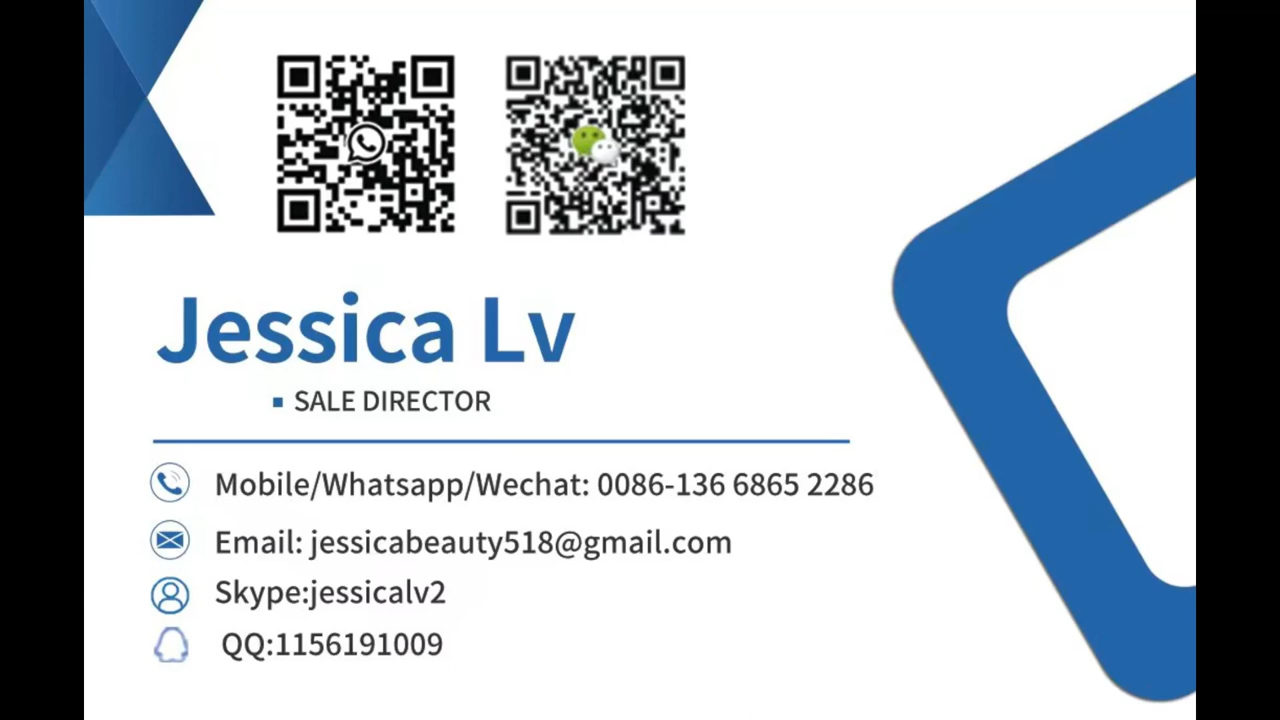 Jessica Lv
SALE DIRECTOR
Mobile/Whatsapp/Wechat: 0086-136 6865 2286
Email: jessicabeauty518@gmail.com
Skype:jessicalv2
QQ:1156191009